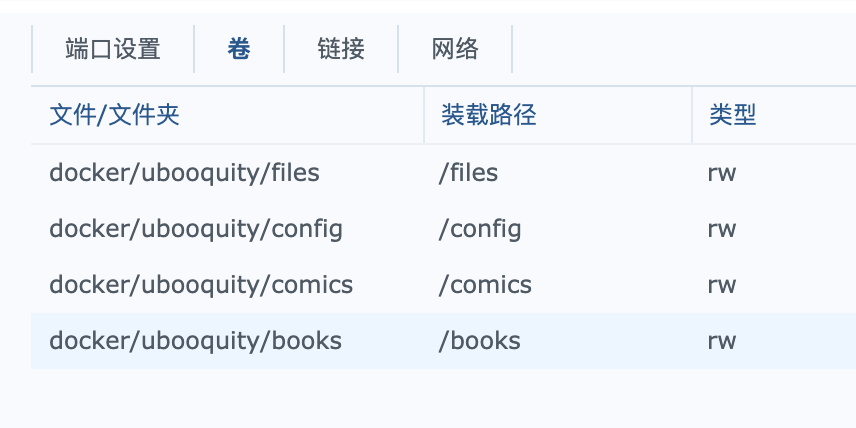 端口设置 卷 链接 网络
文件/文件夹 装载路径 类型
docker/ubooquity/files /files rw
docker/ubooquity/config /config rw
docker/ubooquity/comics /comics rw
docker/ubooquity/books /books rw